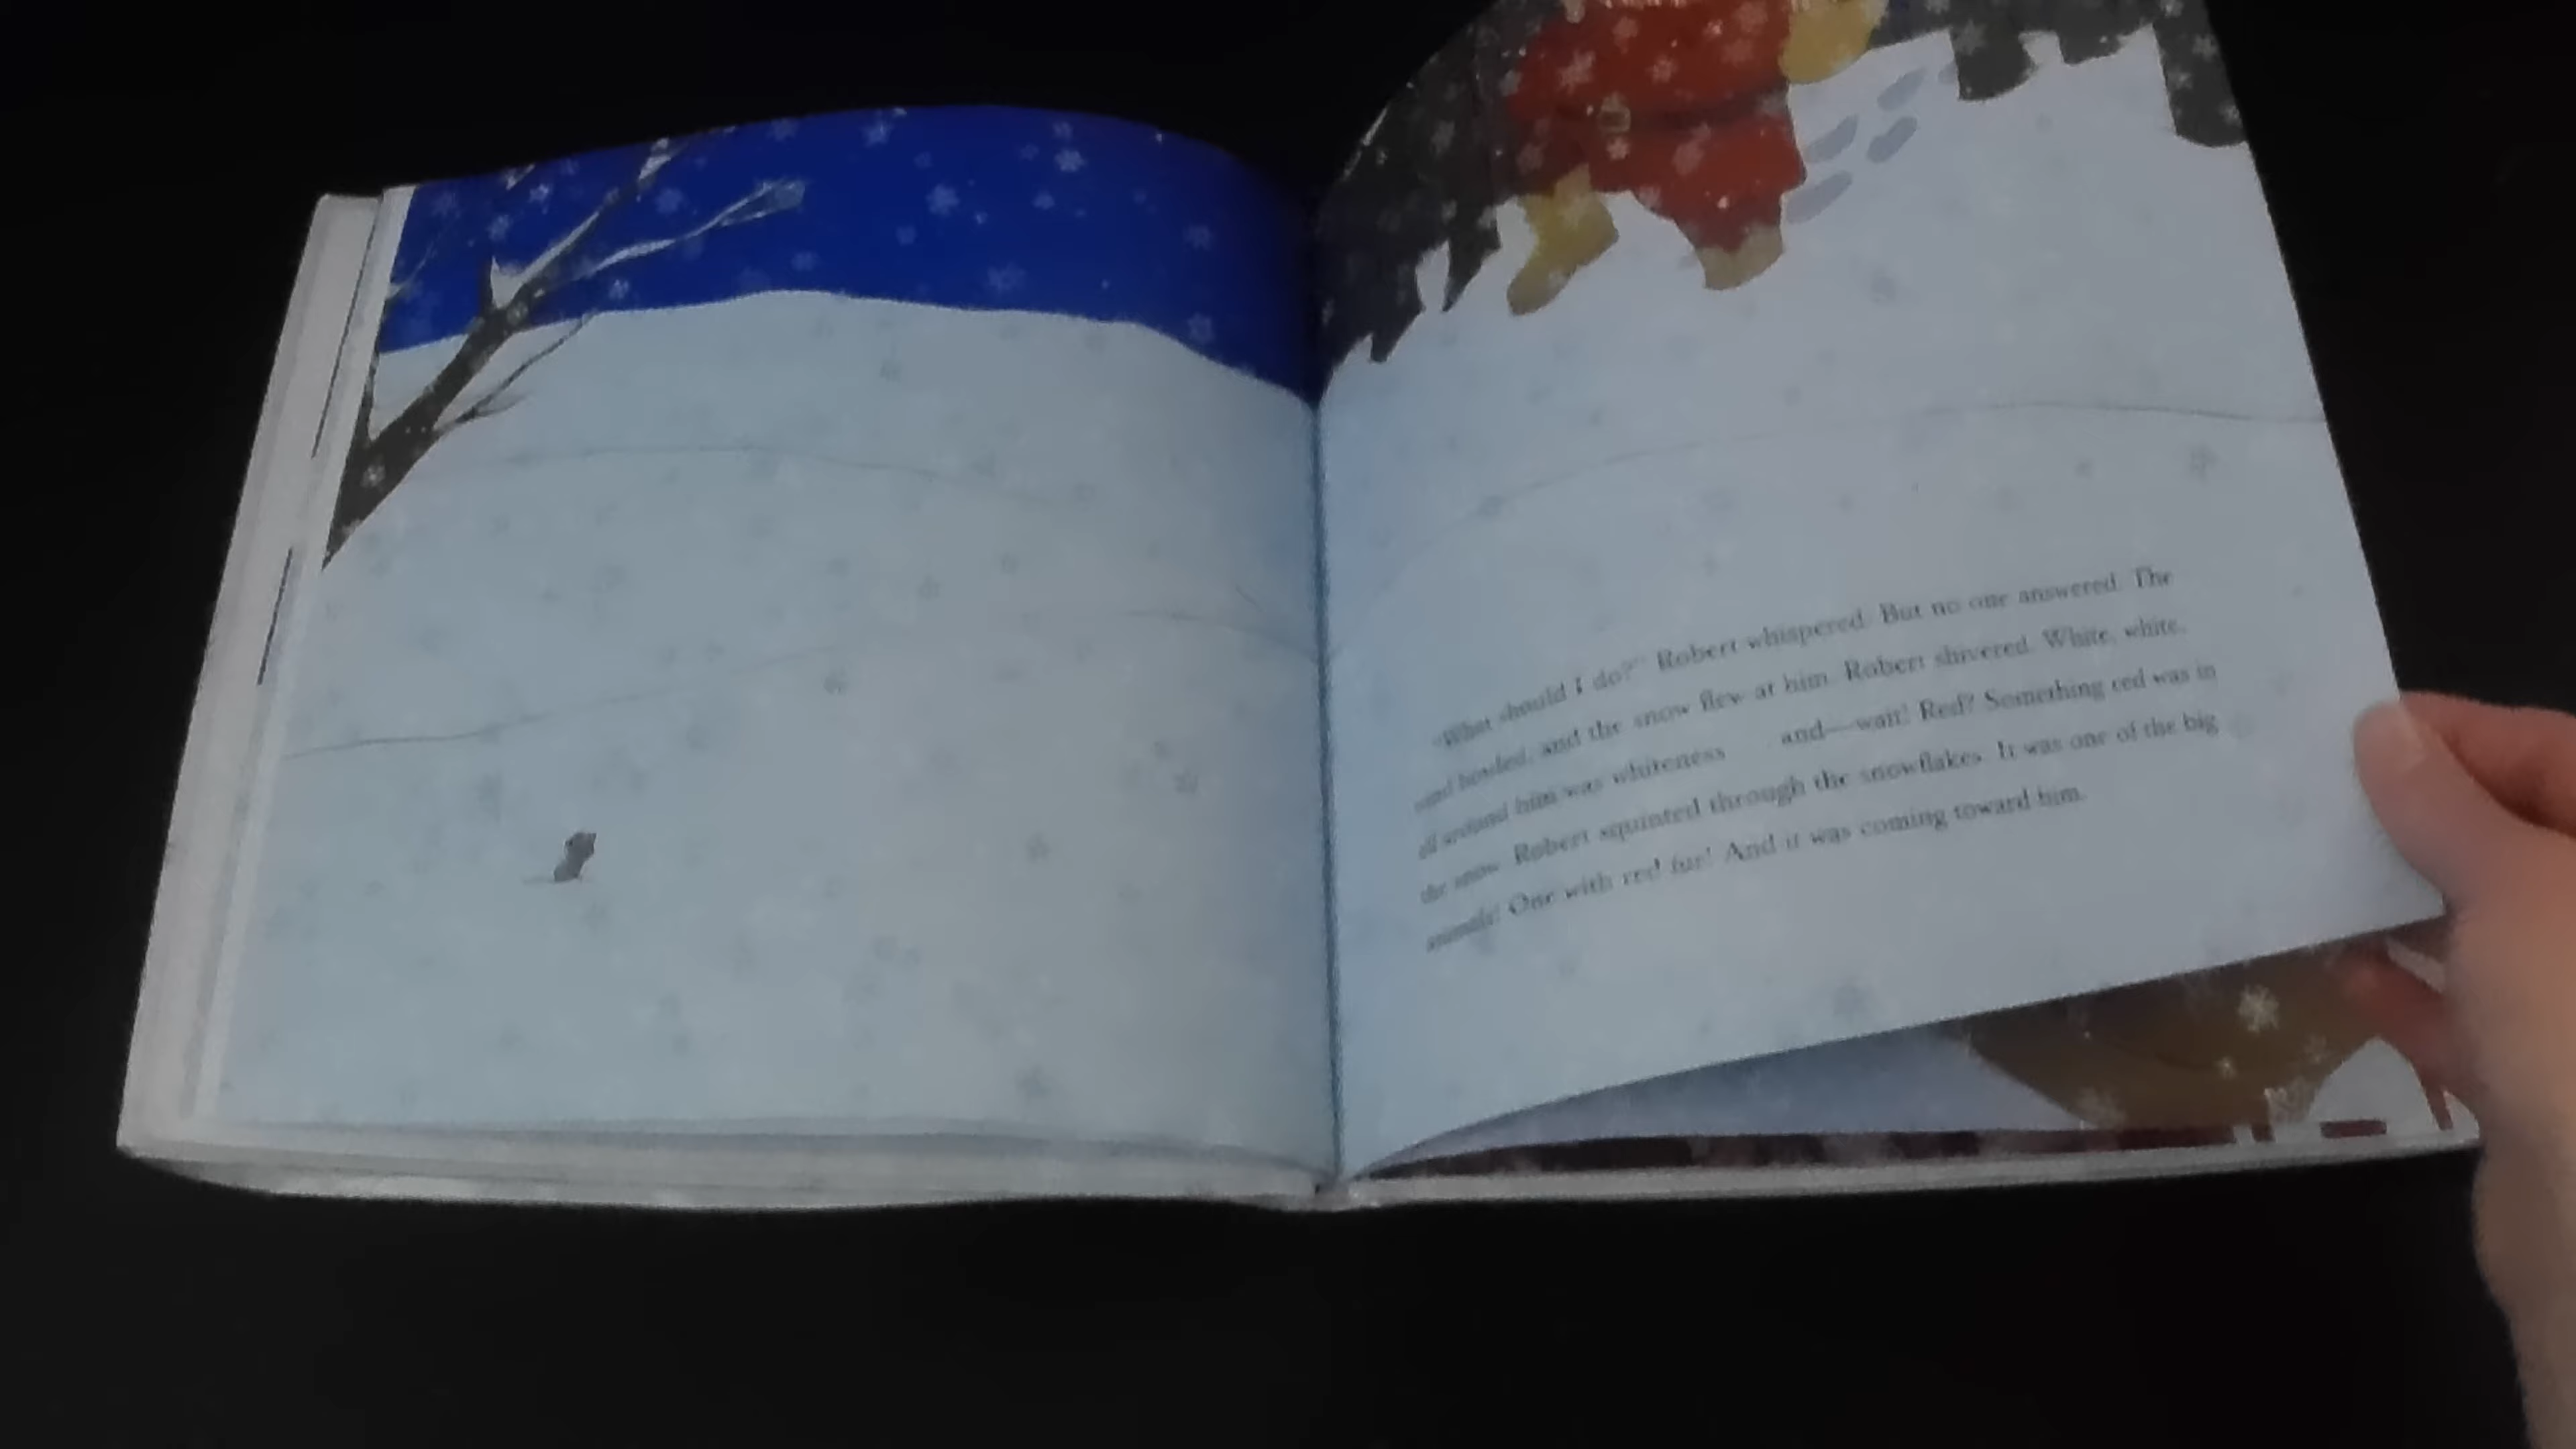 "What should I do?" Robert whispered. But no one answered. The
wind howled, and the snow flew at him. Robert shivered. White, white,
all around him was whiteness and—wait! Red? Something red was in
the snow. Robert squinted through the snowflakes. It was one of the big
animals! One with red fur! And it was coming toward him.